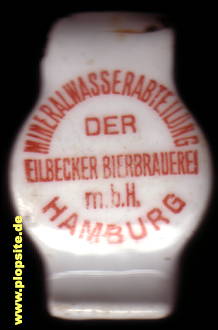 MINERALWASSERABTEILUNG
DER
EILBECKER BIERBRAUEREI
m.b.H.
HAMBURG
www.plopsite.de